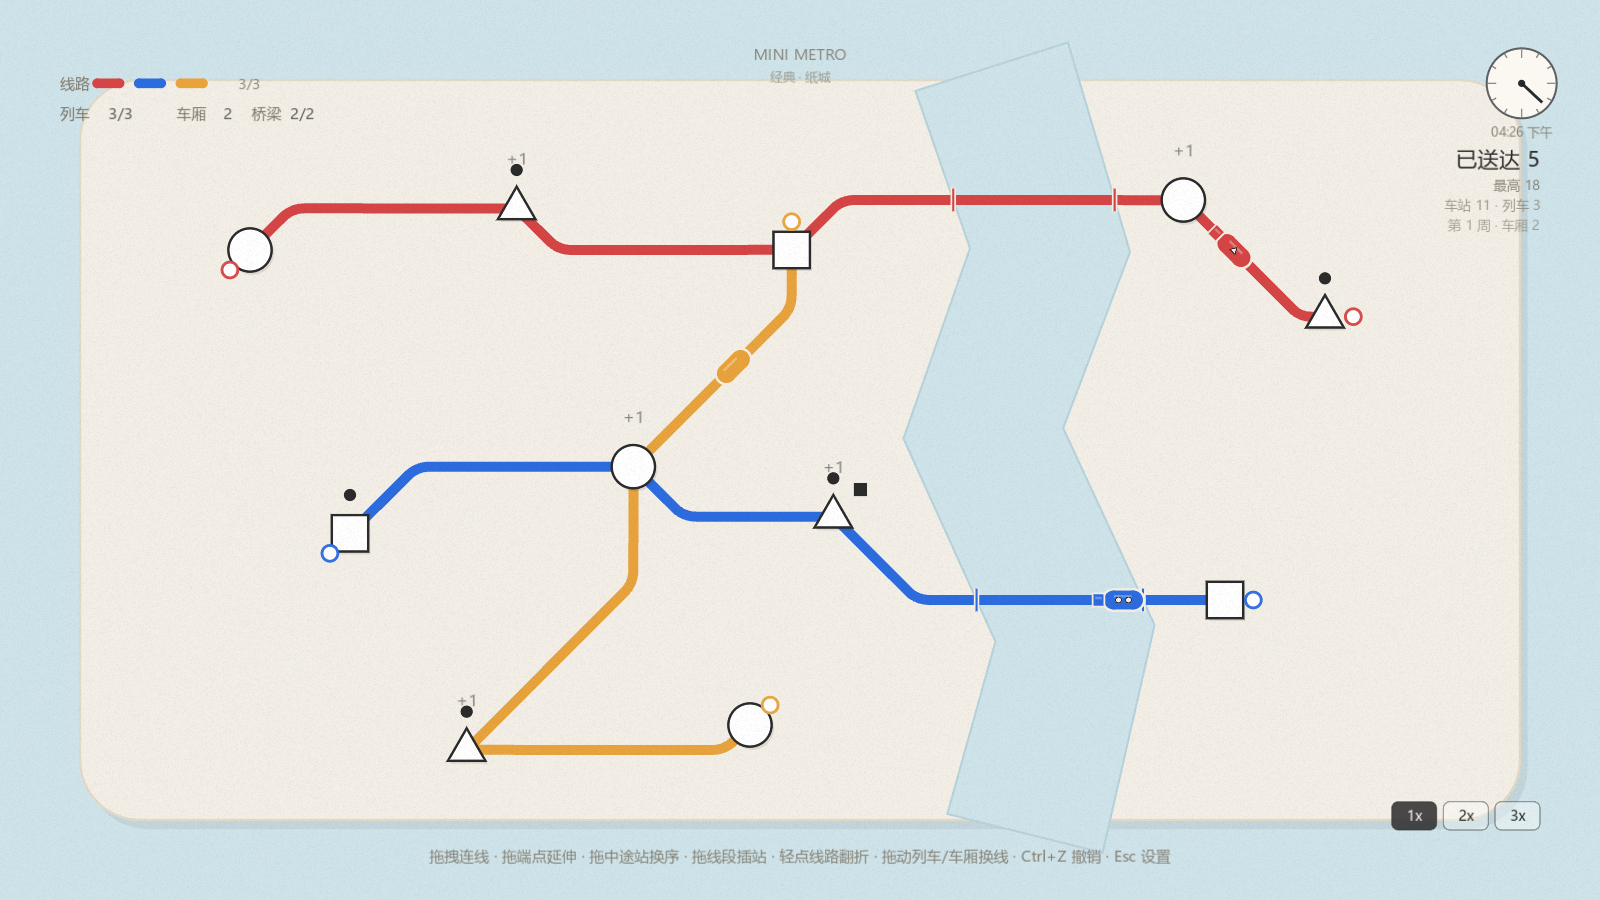 MINI METRO
经典 · 纸城
线路 3/3
列车 3/3 车厢 2 桥梁 2/2
04:26 下午
已送达 5
最高 18
车站 11 · 列车 3
第 1 周 · 车厢 2
+1
+1
+1
+1
+1
1x 2x 3x
拖拽连线 · 拖端点延伸 · 拖中途站换序 · 拖线段插站 · 轻点线路翻折 · 拖动列车/车厢换线 · Ctrl+Z 撤销 · Esc 设置